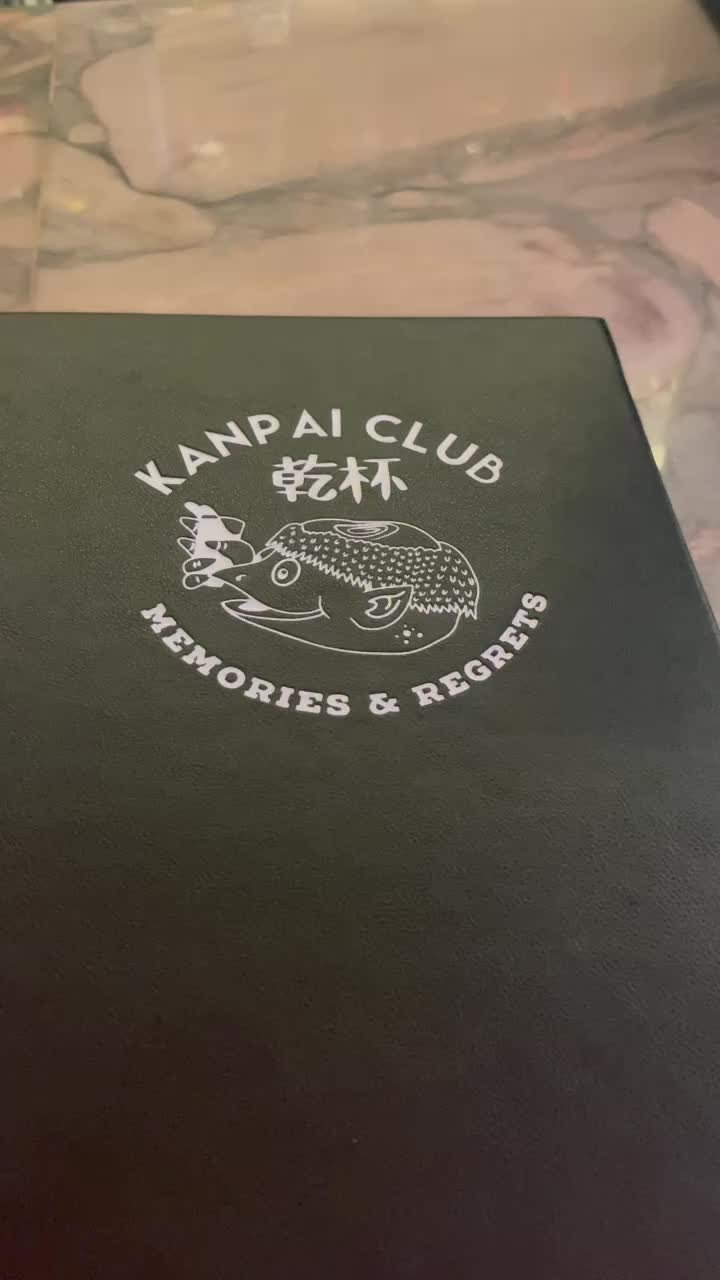 KANPAI CLUB
乾杯
MEMORIES & REGRETS